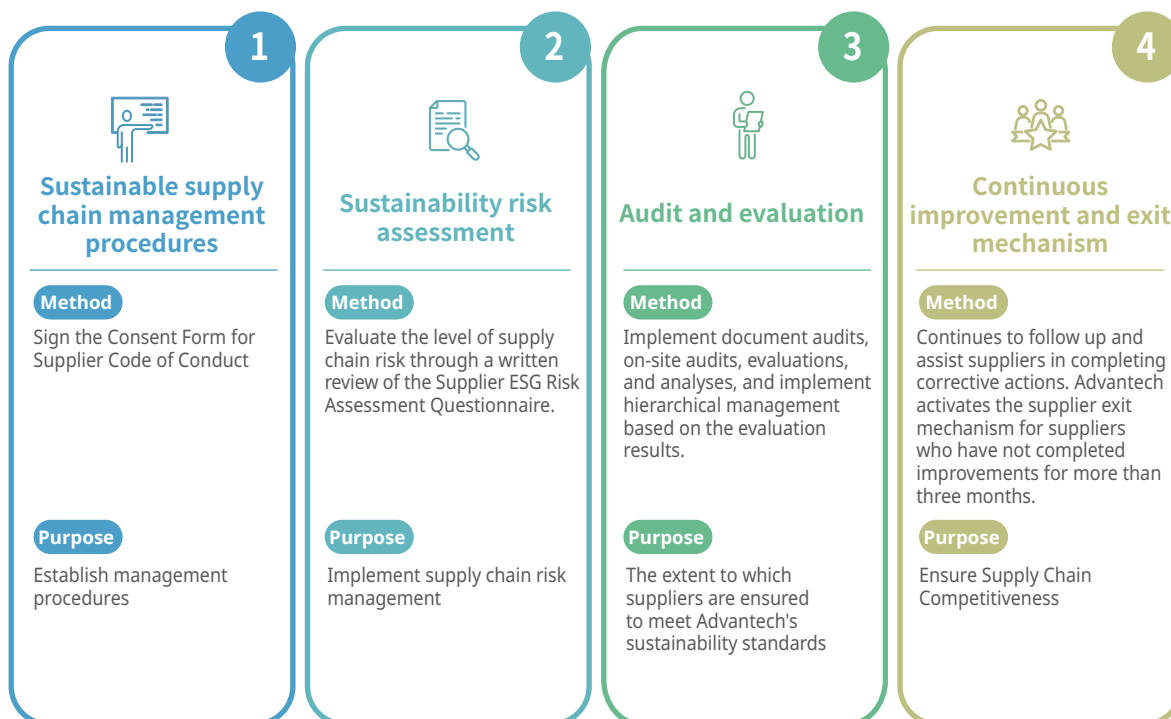 1
Sustainable supply
chain management
procedures
Method
Sign the Consent Form for
Supplier Code of Conduct
Purpose
Establish management
procedures
2
Sustainability risk
assessment
Method
Evaluate the level of supply
chain risk through a written
review of the Supplier ESG Risk
Assessment Questionnaire.
Purpose
Implement supply chain risk
management
3
Audit and evaluation
Method
Implement document audits,
on-site audits, evaluations,
and analyses, and implement
hierarchical management
based on the evaluation
results.
Purpose
The extent to which
suppliers are ensured
to meet Advantech's
sustainability standards
4
Continuous
improvement and exit
mechanism
Method
Continues to follow up and
assist suppliers in completing
corrective actions. Advantech
activates the supplier exit
mechanism for suppliers
who have not completed
improvements for more than
three months.
Purpose
Ensure Supply Chain
Competitiveness